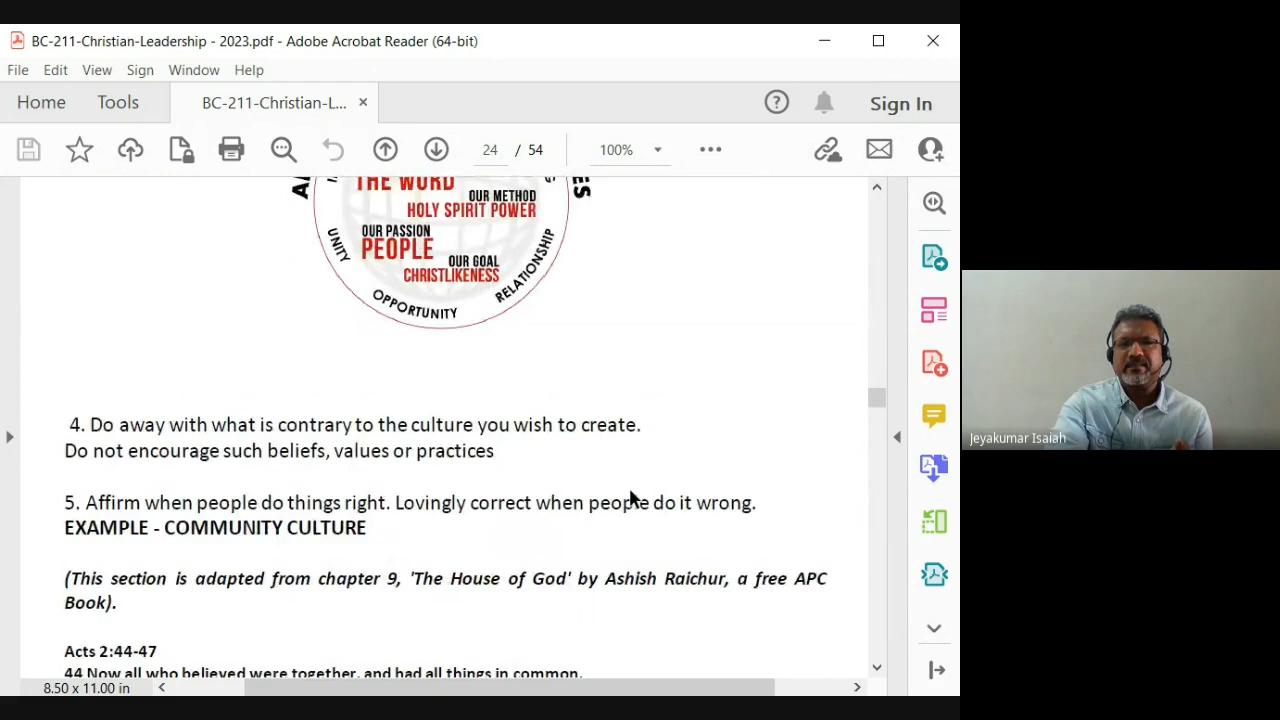 BC-211-Christian-Leadership - 2023.pdf - Adobe Acrobat Reader (64-bit)
File Edit View Sign Window Help
Home Tools BC-211-Christian-L... × Sign In
24 / 54 100%
THE WORD
OUR METHOD
HOLY SPIRIT POWER
OUR PASSION
PEOPLE
OUR GOAL
CHRISTLIKENESS
UNITY
OPPORTUNITY
RELATIONSHIP
4. Do away with what is contrary to the culture you wish to create.
Do not encourage such beliefs, values or practices
5. Affirm when people do things right. Lovingly correct when people do it wrong.
EXAMPLE - COMMUNITY CULTURE
(This section is adapted from chapter 9, 'The House of God' by Ashish Raichur, a free APC
Book).
Acts 2:44-47
44 Now all who believed were together, and had all things in common,
8.50 x 11.00 in
Jeyakumar Isaiah